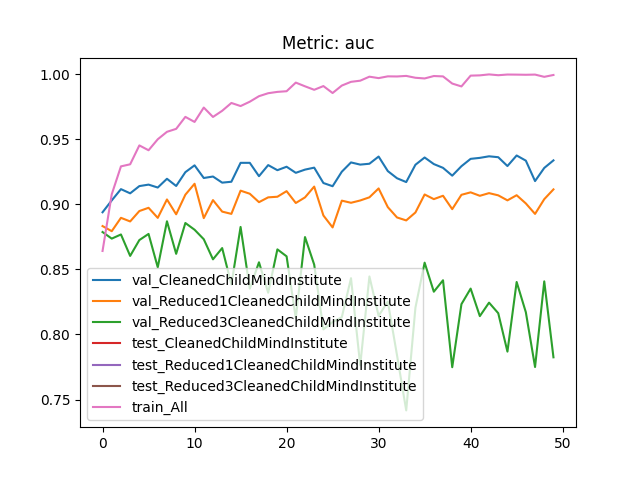 Metric: auc
1.00
0.95
0.90
0.85
0.80
0.75
val_CleanedChildMindInstitute
val_Reduced1CleanedChildMindInstitute
val_Reduced3CleanedChildMindInstitute
test_CleanedChildMindInstitute
test_Reduced1CleanedChildMindInstitute
test_Reduced3CleanedChildMindInstitute
train_All
0 10 20 30 40 50